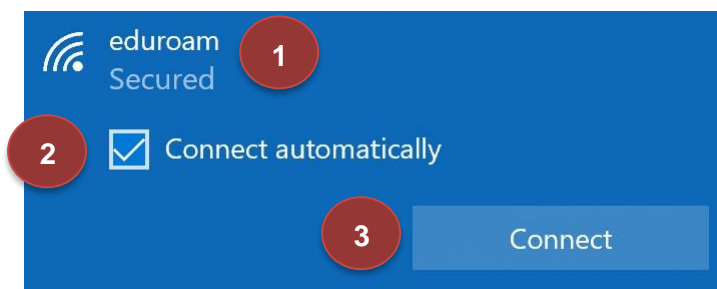 eduroam
1
Secured
2
Connect automatically
3
Connect